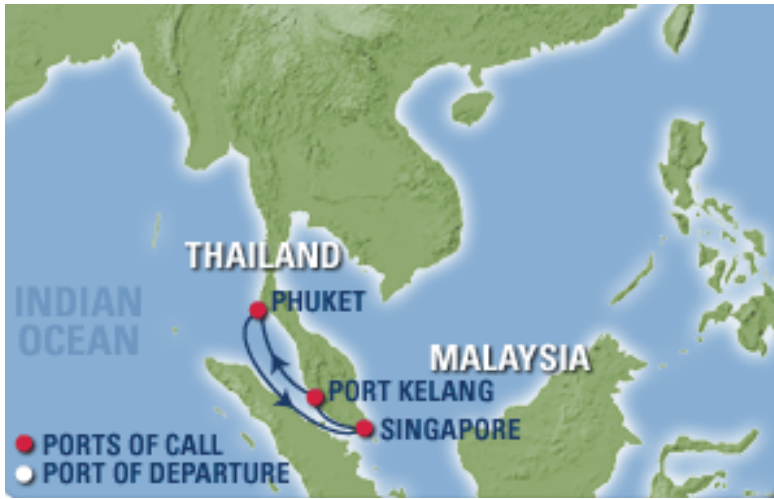 THAILAND
PHUKET
INDIAN
OCEAN
MALAYSIA
PORT KELANG
SINGAPORE
PORTS OF CALL
PORT OF DEPARTURE